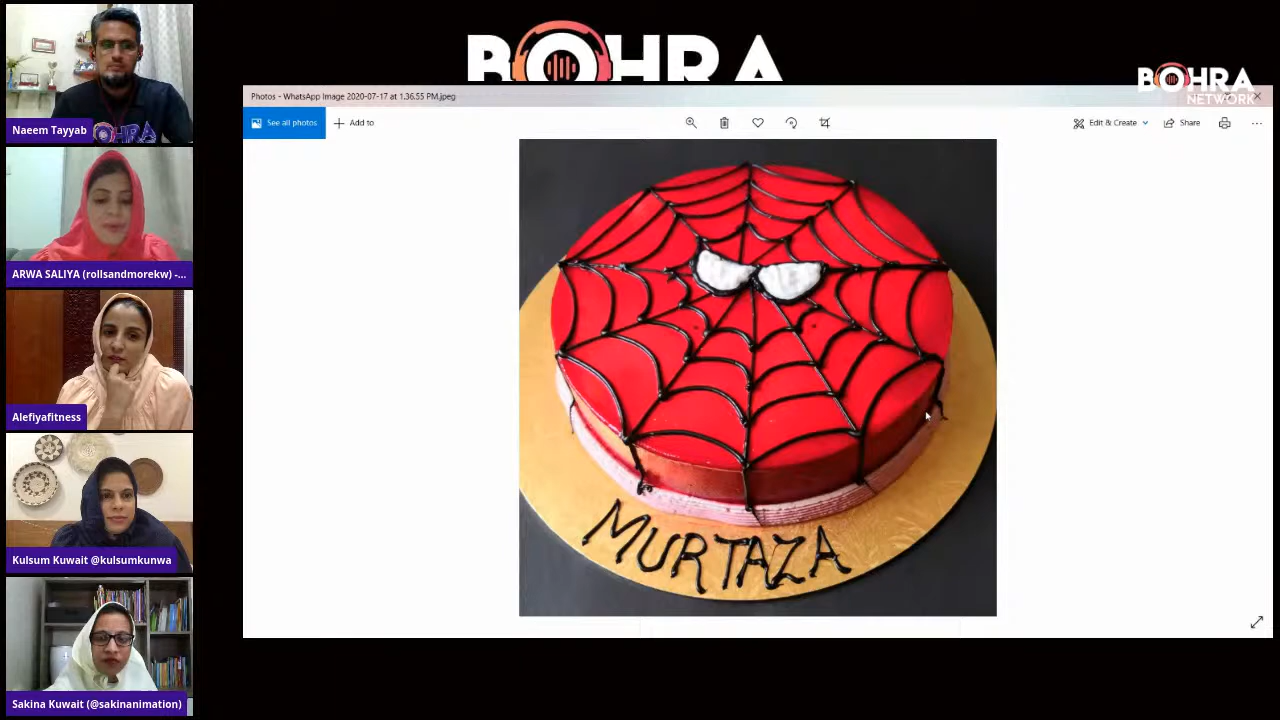 BOHRA
BOHRA
NETWORK
Photos - WhatsApp Image 2020-07-17 at 1.36.55 PM.jpeg
See all photos
Add to
Edit & Create
Share
MURTAZA
Naeem Tayyab
BOHRA
ARWA SALIYA (rollsandmorekw) -...
Alefiyafitness
Kulsum Kuwait @kulsumkunwa
Sakina Kuwait (@sakinanimation)